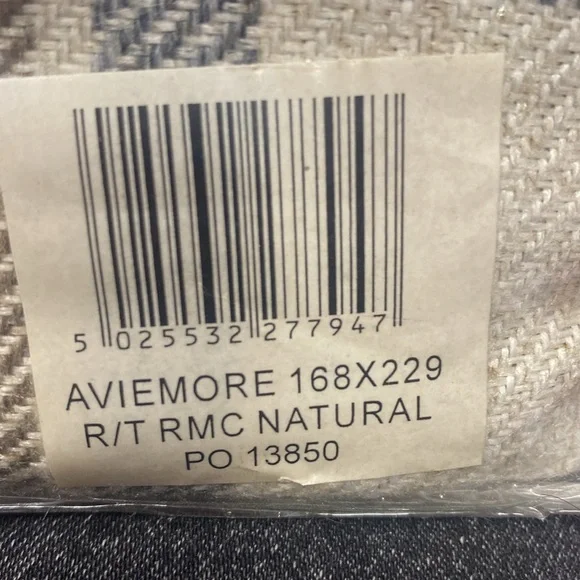 5 025532 277947
AVIEMORE 168X229
R/T RMC NATURAL
PO 13850